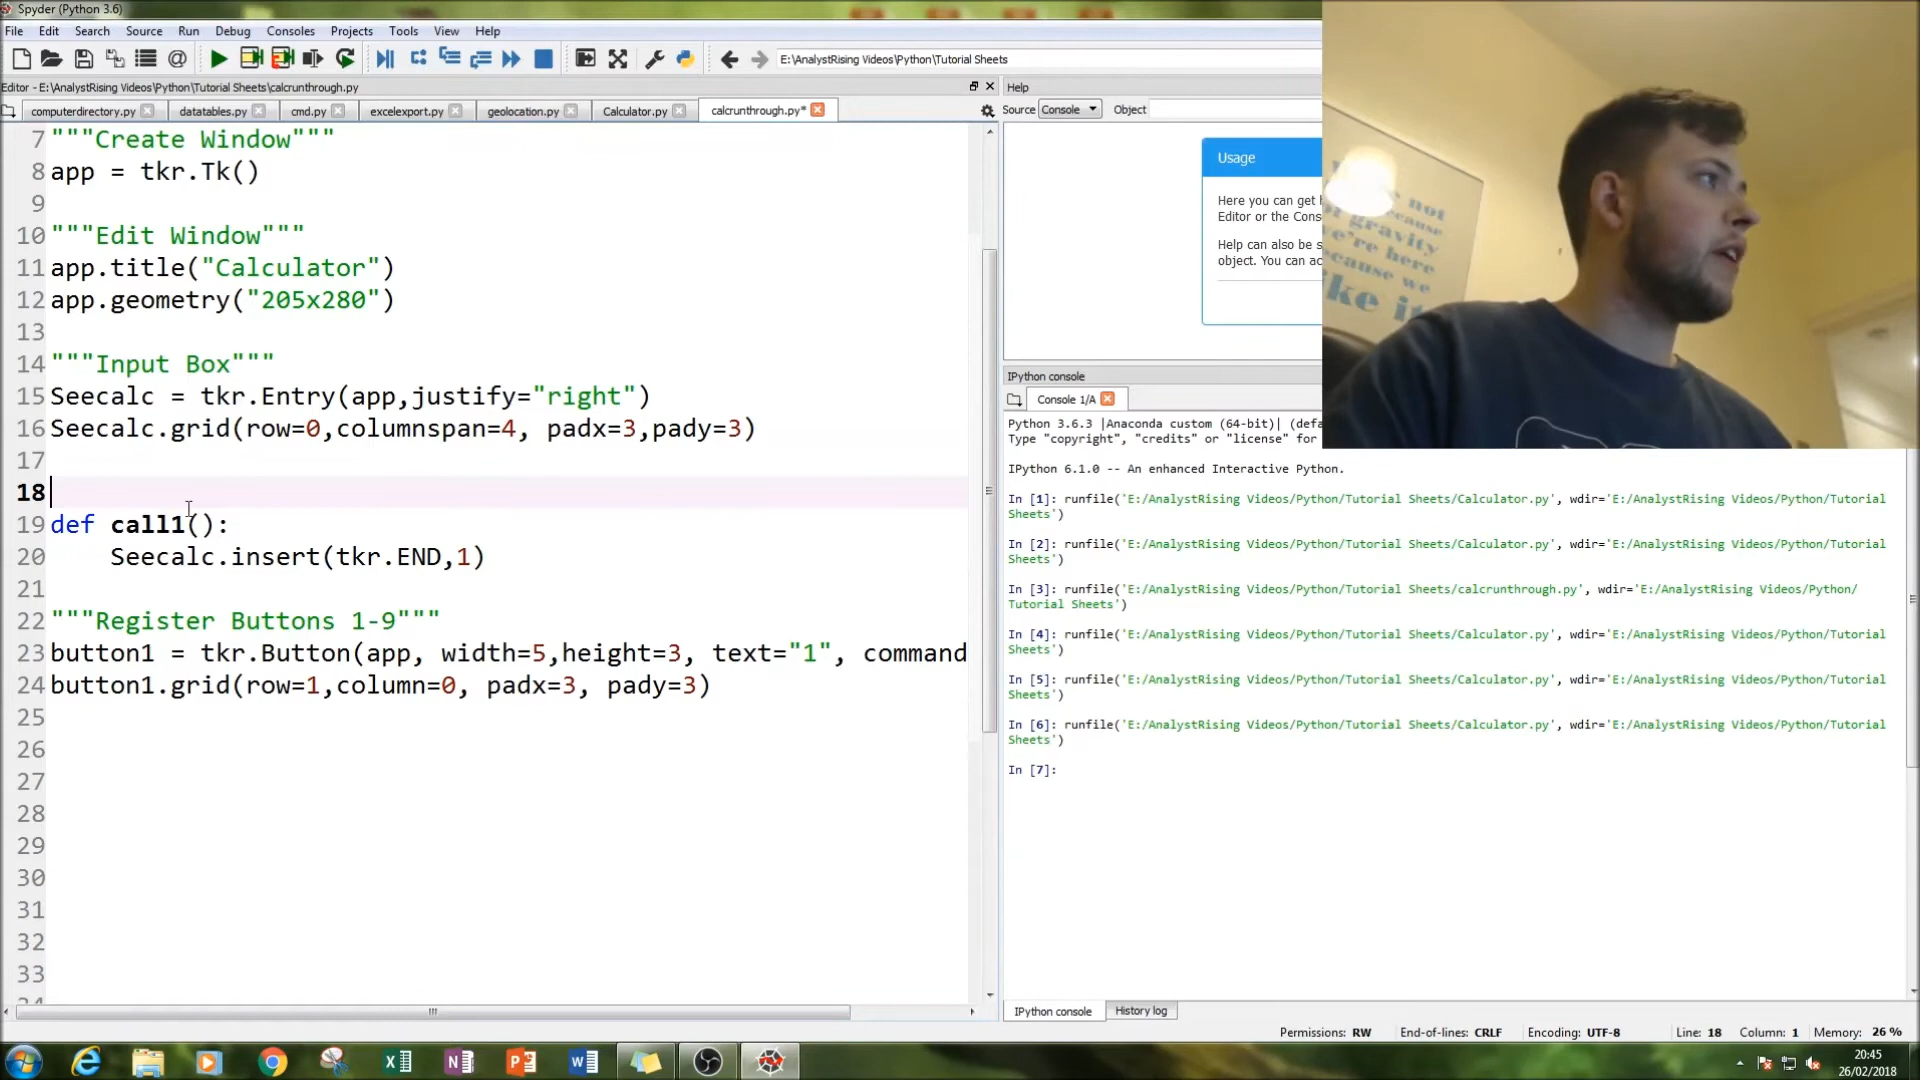 Spyder (Python 3.6)
File Edit Search Source Run Debug Consoles Projects Tools View Help
E:\AnalystRising Videos\Python\Tutorial Sheets
Editor - E:\AnalystRising Videos\Python\Tutorial Sheets\calcrunthrough.py
computerdirectory.py datatables.py cmd.py excelexport.py geolocation.py Calculator.py calcrunthrough.py*
7 """Create Window"""
8 app = tkr.Tk()
9
10 """Edit Window"""
11 app.title("Calculator")
12 app.geometry("205x280")
13
14 """Input Box"""
15 Seecalc = tkr.Entry(app,justify="right")
16 Seecalc.grid(row=0,columnspan=4, padx=3,pady=3)
17
18
19 def call1():
20 Seecalc.insert(tkr.END,1)
21
22 """Register Buttons 1-9"""
23 button1 = tkr.Button(app, width=5,height=3, text="1", command
24 button1.grid(row=1,column=0, padx=3, pady=3)
25
26
27
28
29
30
31
32
33
Help
Source Console Object
Usage
Here you can get
Editor or the Cons
Help can also be s
object. You can ac
not
because
of gravity
we're here
because we
like it
IPython console
Console 1/A
Python 3.6.3 |Anaconda custom (64-bit)| (defa
Type "copyright", "credits" or "license" for
IPython 6.1.0 -- An enhanced Interactive Python.
In [1]: runfile('E:/AnalystRising Videos/Python/Tutorial Sheets/Calculator.py', wdir='E:/AnalystRising Videos/Python/Tutorial
Sheets')
In [2]: runfile('E:/AnalystRising Videos/Python/Tutorial Sheets/Calculator.py', wdir='E:/AnalystRising Videos/Python/Tutorial
Sheets')
In [3]: runfile('E:/AnalystRising Videos/Python/Tutorial Sheets/calcrunthrough.py', wdir='E:/AnalystRising Videos/Python/
Tutorial Sheets')
In [4]: runfile('E:/AnalystRising Videos/Python/Tutorial Sheets/Calculator.py', wdir='E:/AnalystRising Videos/Python/Tutorial
Sheets')
In [5]: runfile('E:/AnalystRising Videos/Python/Tutorial Sheets/Calculator.py', wdir='E:/AnalystRising Videos/Python/Tutorial
Sheets')
In [6]: runfile('E:/AnalystRising Videos/Python/Tutorial Sheets/Calculator.py', wdir='E:/AnalystRising Videos/Python/Tutorial
Sheets')
In [7]:
IPython console History log
Permissions: RW End-of-lines: CRLF Encoding: UTF-8 Line: 18 Column: 1 Memory: 26 %
20:45
26/02/2018